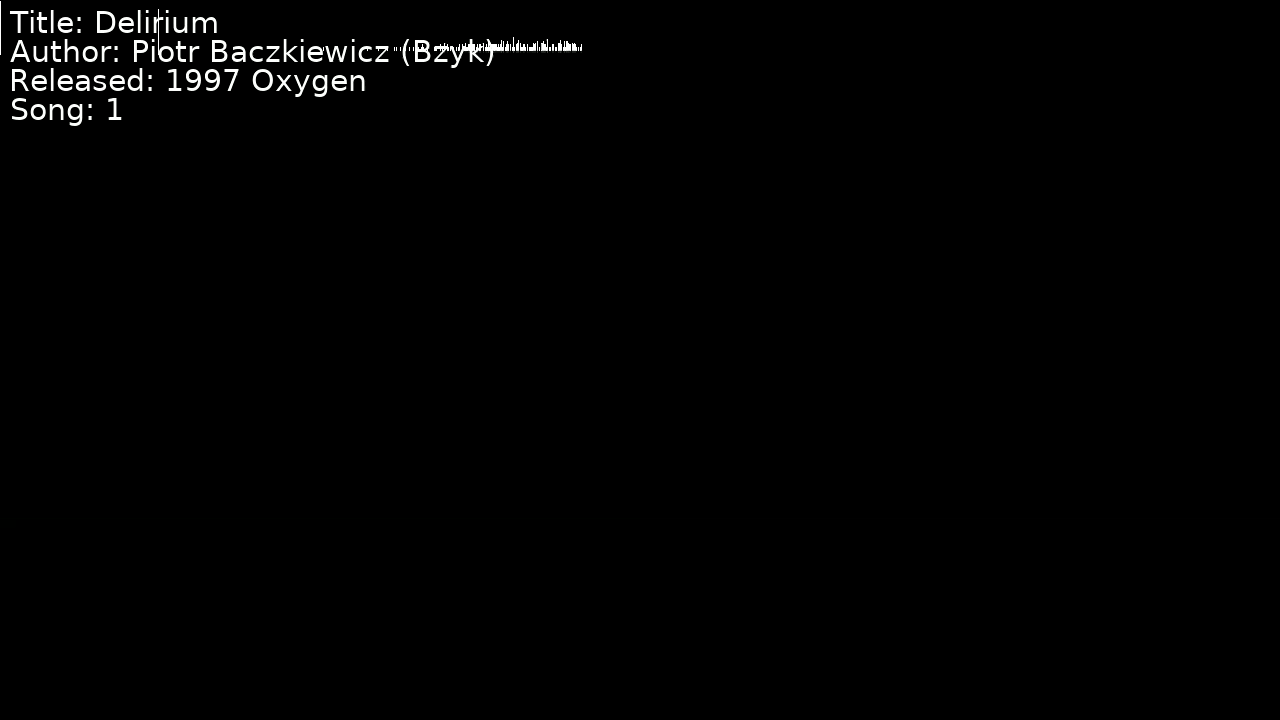 Title: Delirium
Author: Piotr Baczkiewicz (Bzyk)
Released: 1997 Oxygen
Song: 1